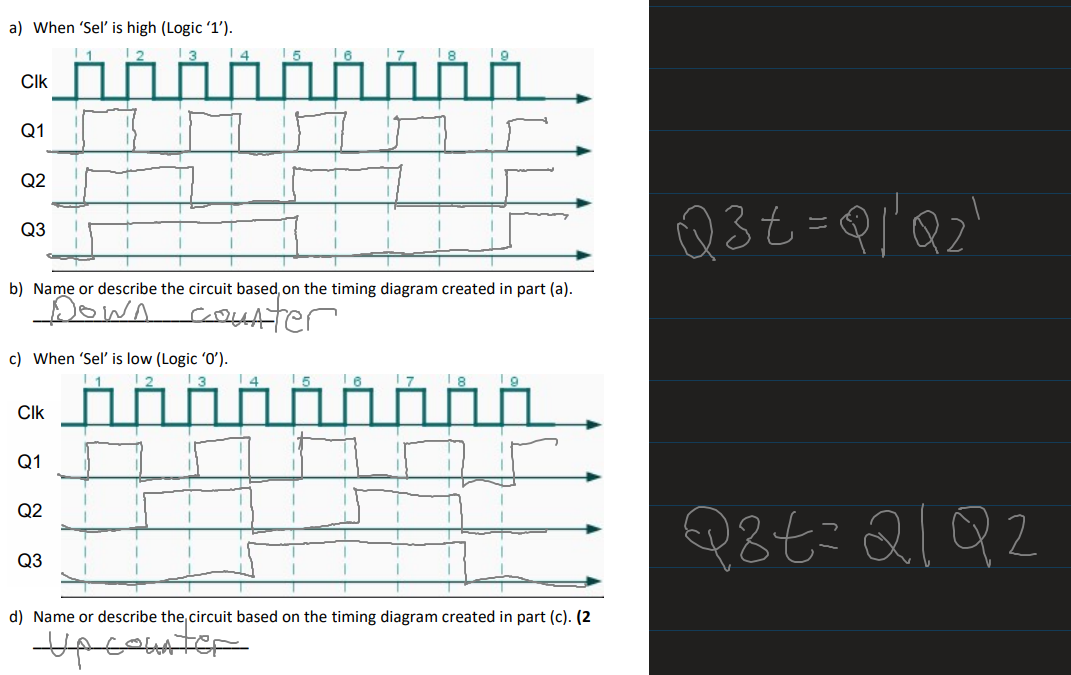 a) When ‘Sel’ is high (Logic ‘1’).
1 2 3 4 5 6 7 8 9
Clk
Q1
Q2
Q3
b) Name or describe the circuit based on the timing diagram created in part (a).
Down counter
c) When ‘Sel’ is low (Logic ‘0’).
1 2 3 4 5 6 7 8 9
Clk
Q1
Q2
Q3
d) Name or describe the circuit based on the timing diagram created in part (c). (2
Up counter
Q3t = Q1' Q2'
Q3t = Q1 Q2